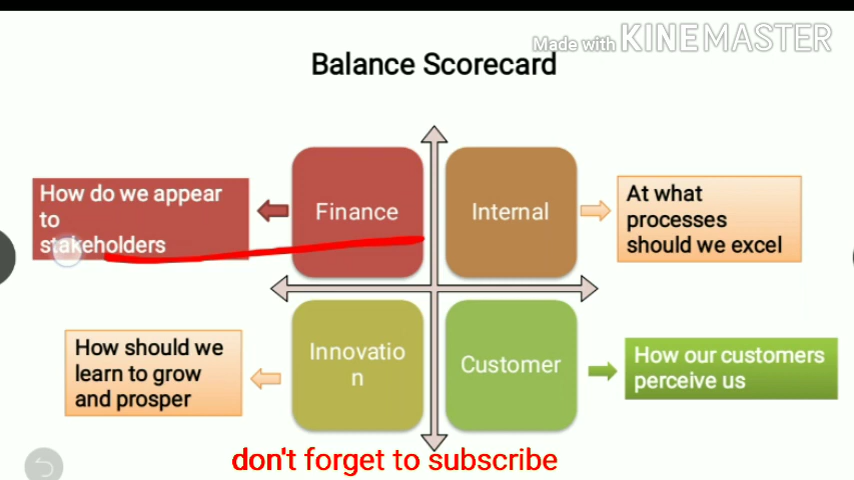 Made with KINEMASTER
Balance Scorecard
How do we appear
to
stakeholders
Finance
Internal
At what
processes
should we excel
How should we
learn to grow
and prosper
Innovatio
n
Customer
How our customers
perceive us
don't forget to subscribe